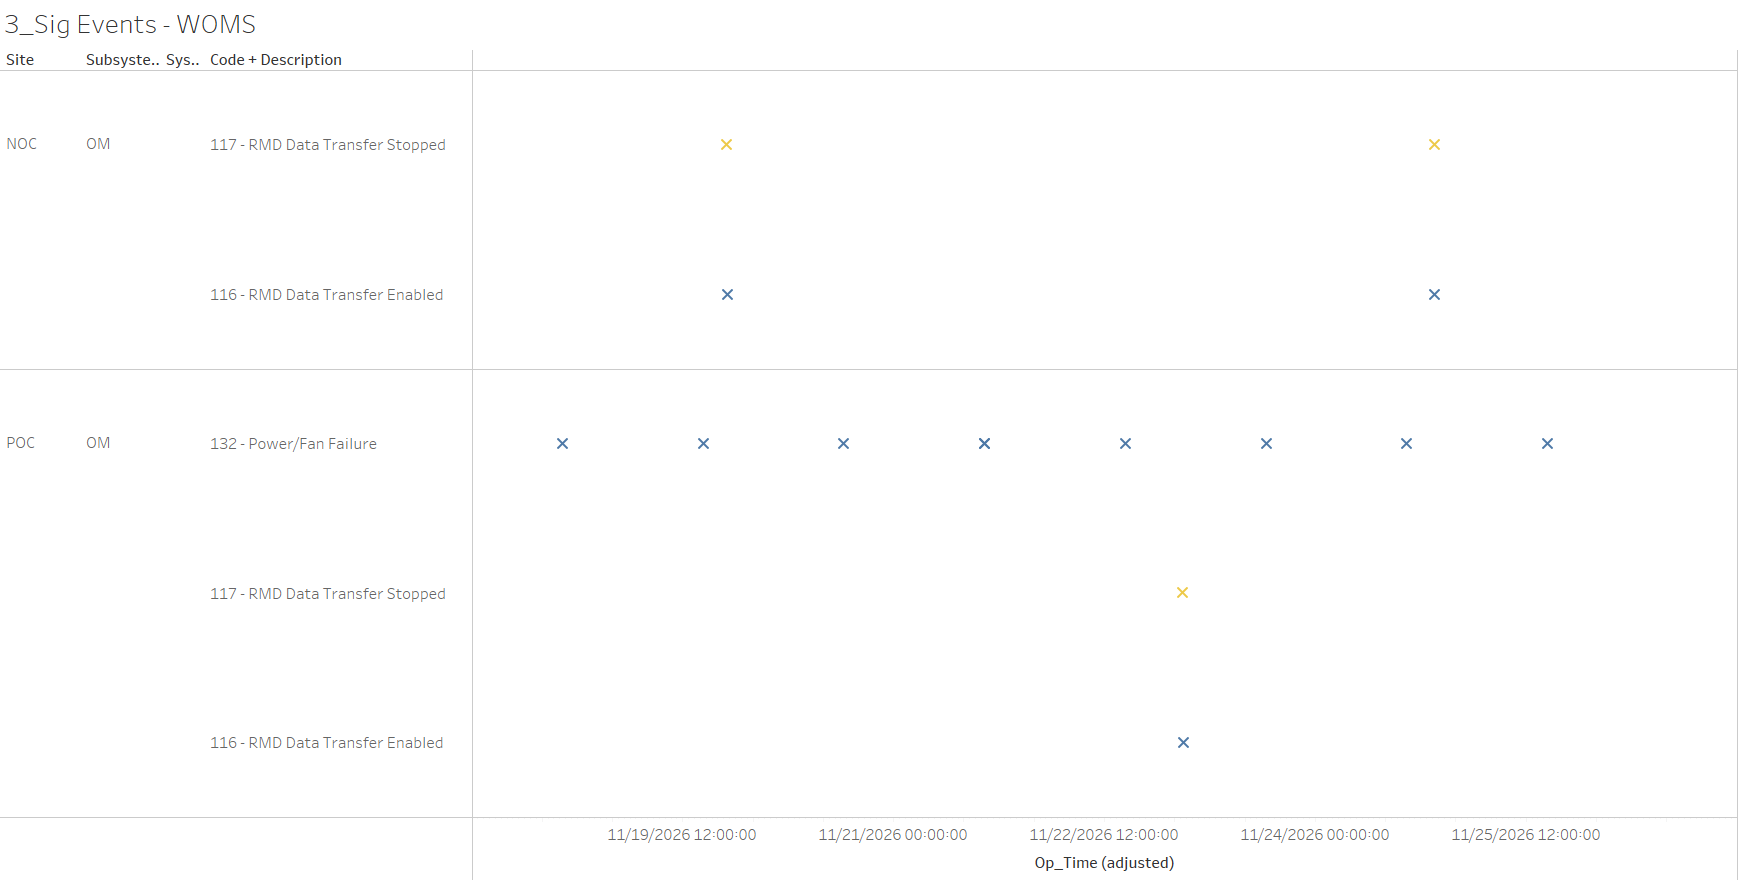 3_Sig Events - WOMS
Site Subsyste.. Sys.. Code + Description
NOC OM 117 - RMD Data Transfer Stopped
116 - RMD Data Transfer Enabled
POC OM 132 - Power/Fan Failure
117 - RMD Data Transfer Stopped
116 - RMD Data Transfer Enabled
11/19/2026 12:00:00 11/21/2026 00:00:00 11/22/2026 12:00:00 11/24/2026 00:00:00 11/25/2026 12:00:00
Op_Time (adjusted)